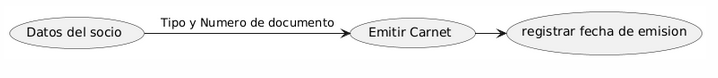 Datos del socio
Tipo y Numero de documento
Emitir Carnet
registrar fecha de emision